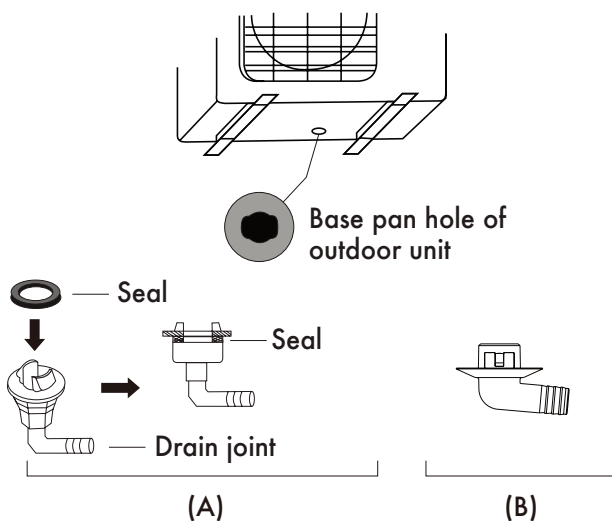 Base pan hole of
outdoor unit
Seal
Seal
Drain joint
(A)
(B)